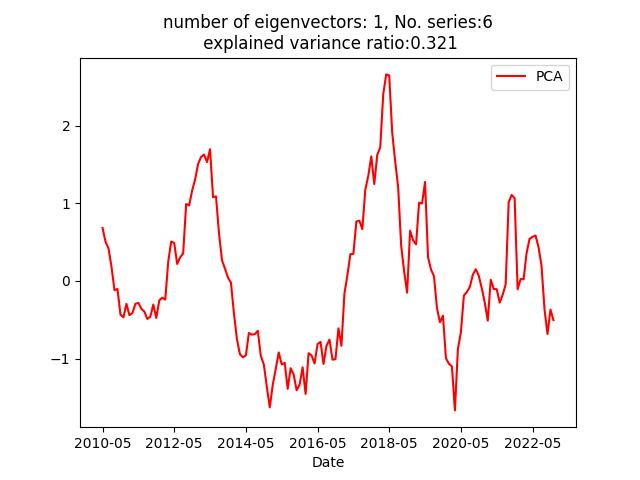 number of eigenvectors: 1, No. series:6
explained variance ratio:0.321
PCA
2
1
0
−1
2010-05 2012-05 2014-05 2016-05 2018-05 2020-05 2022-05
Date